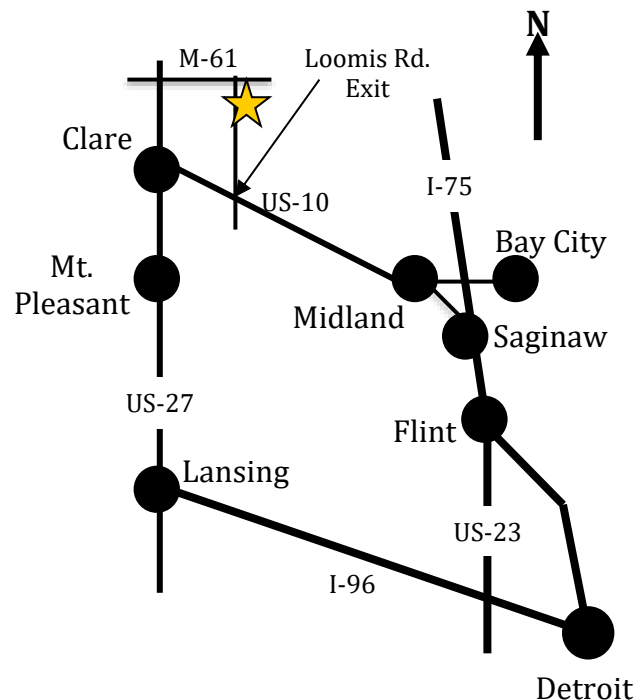 N
M-61
Loomis Rd.
Exit
Clare
I-75
US-10
Bay City
Mt.
Pleasant
Midland
Saginaw
US-27
Flint
Lansing
US-23
I-96
Detroit